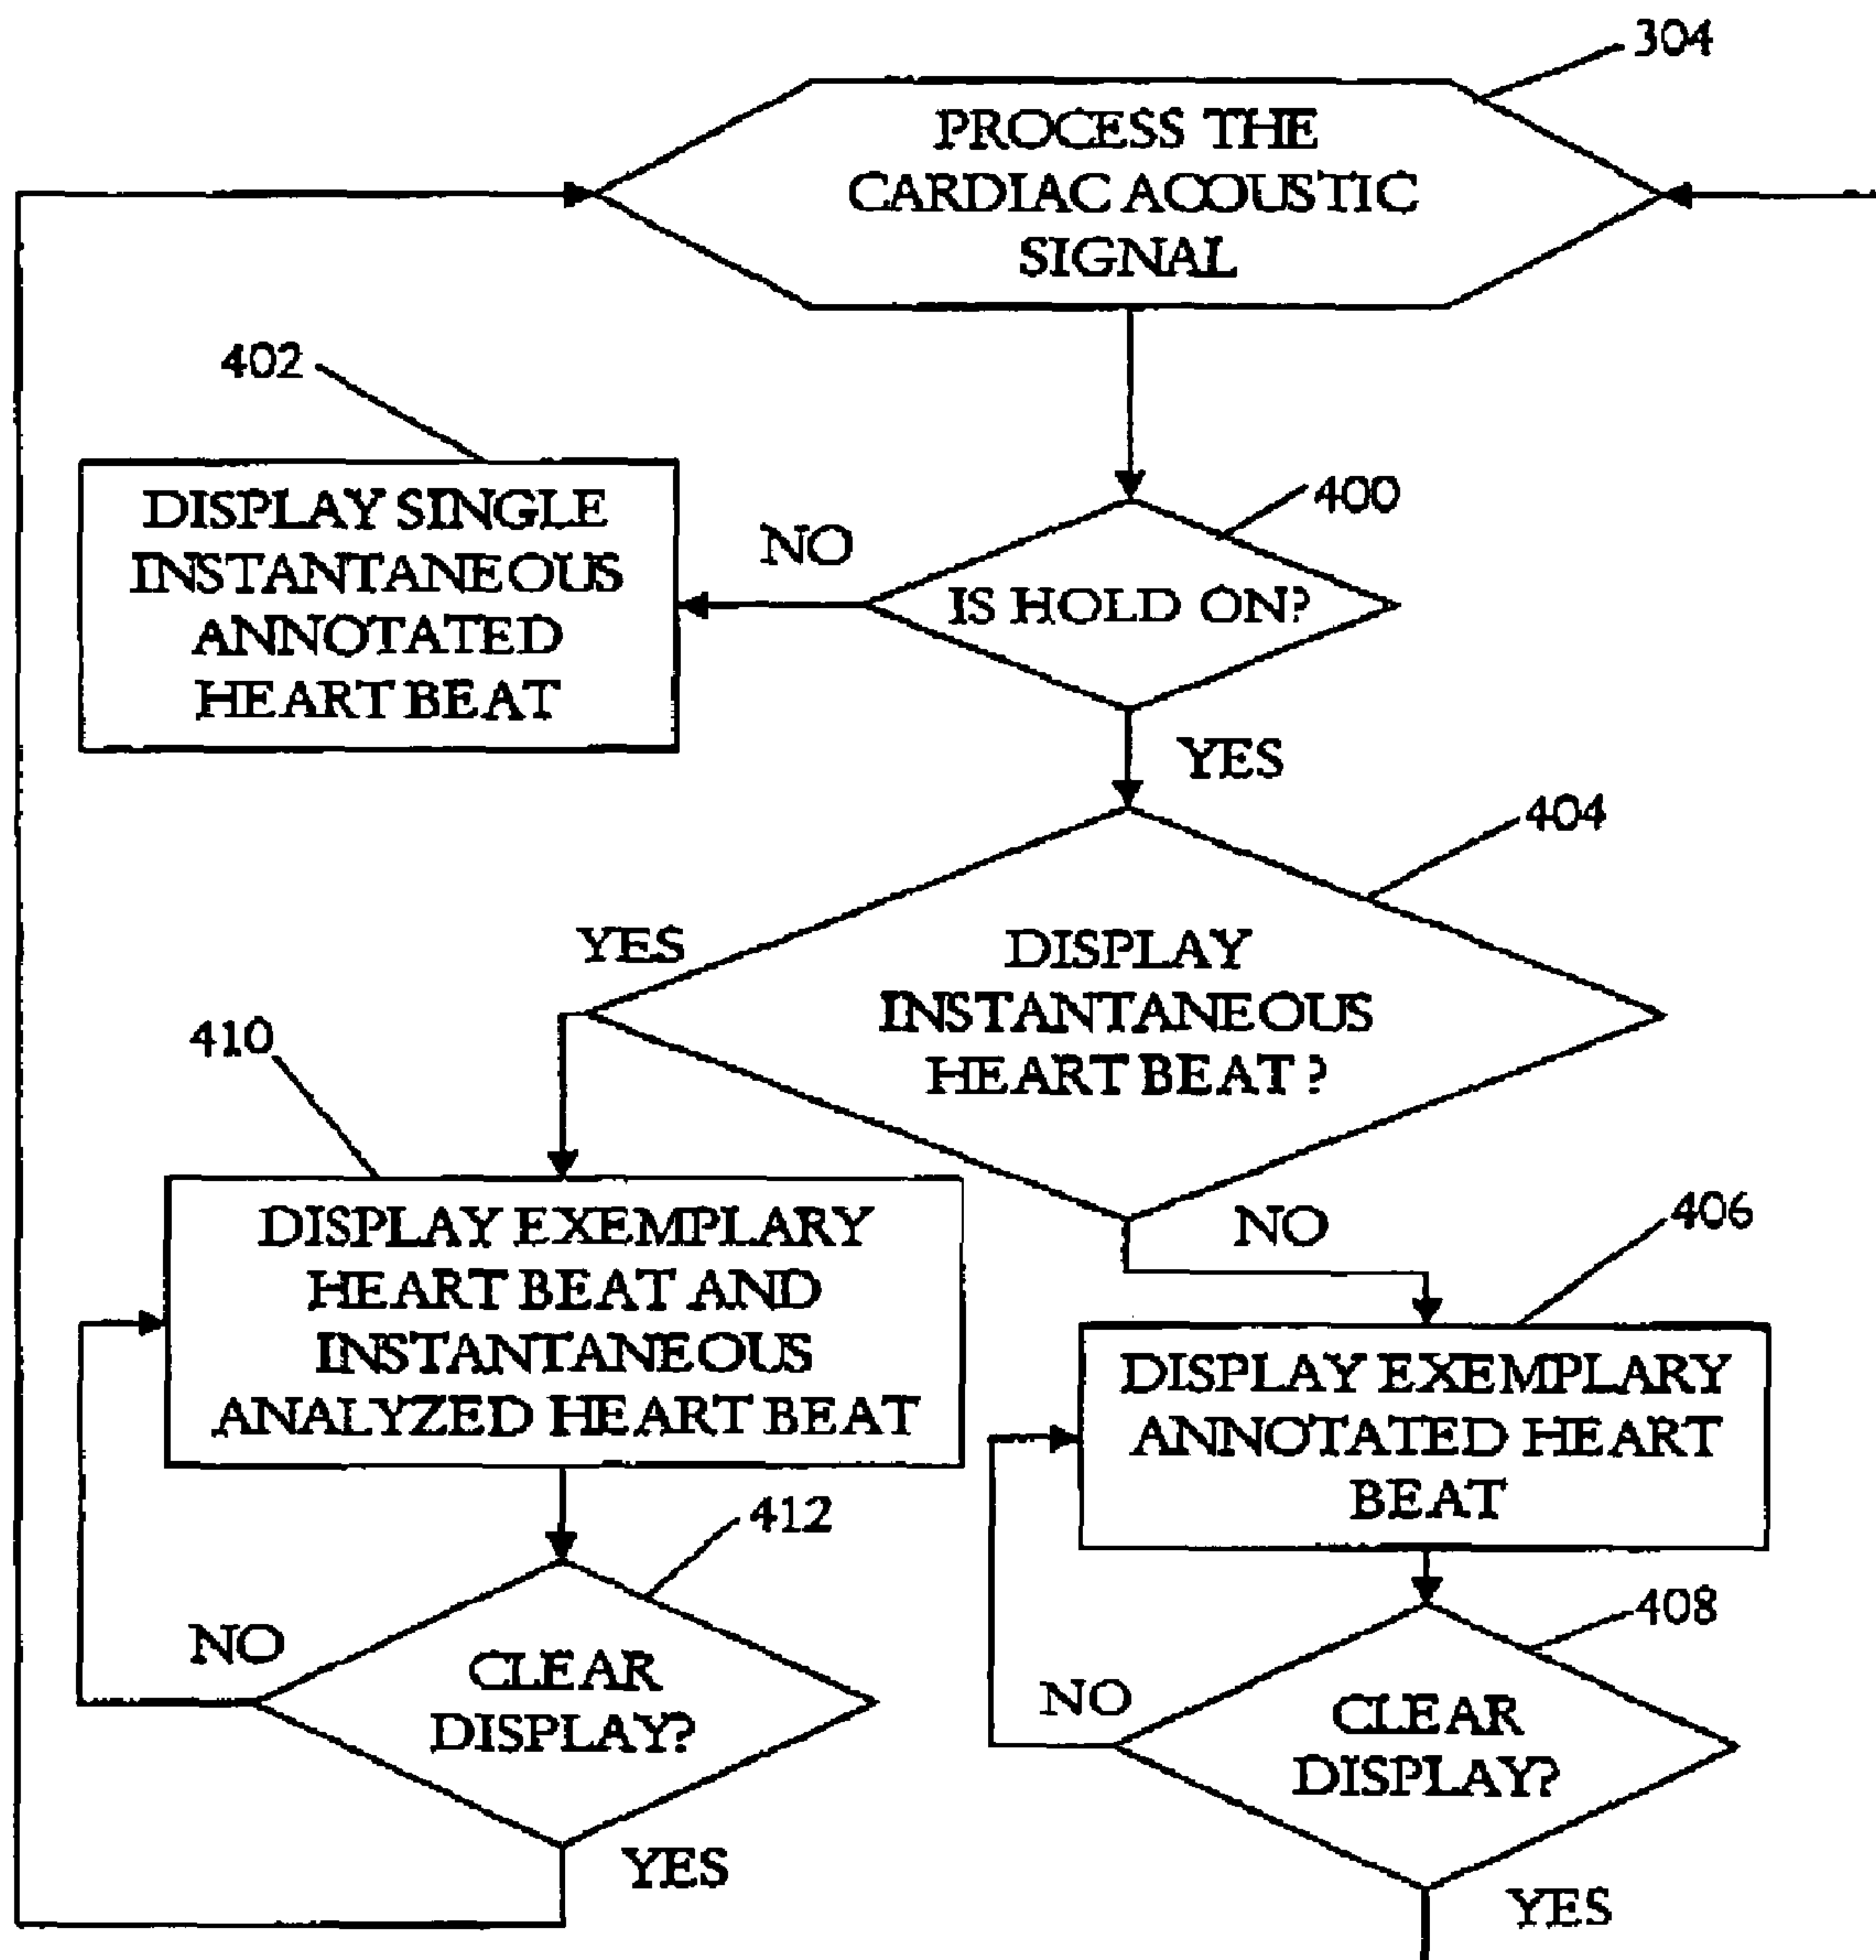 304
PROCESS THE
CARDIAC ACOUSTIC
SIGNAL
402
DISPLAY SINGLE
INSTANTANEOUS
ANNOTATED
HEART BEAT
NO
400
IS HOLD ON?
YES
404
YES
DISPLAY
INSTANTANEOUS
HEART BEAT?
410
DISPLAY EXEMPLARY
HEART BEAT AND
INSTANTANEOUS
ANALYZED HEART BEAT
NO
406
DISPLAY EXEMPLARY
ANNOTATED HEART
BEAT
412
NO
CLEAR
DISPLAY?
YES
408
NO
CLEAR
DISPLAY?
YES